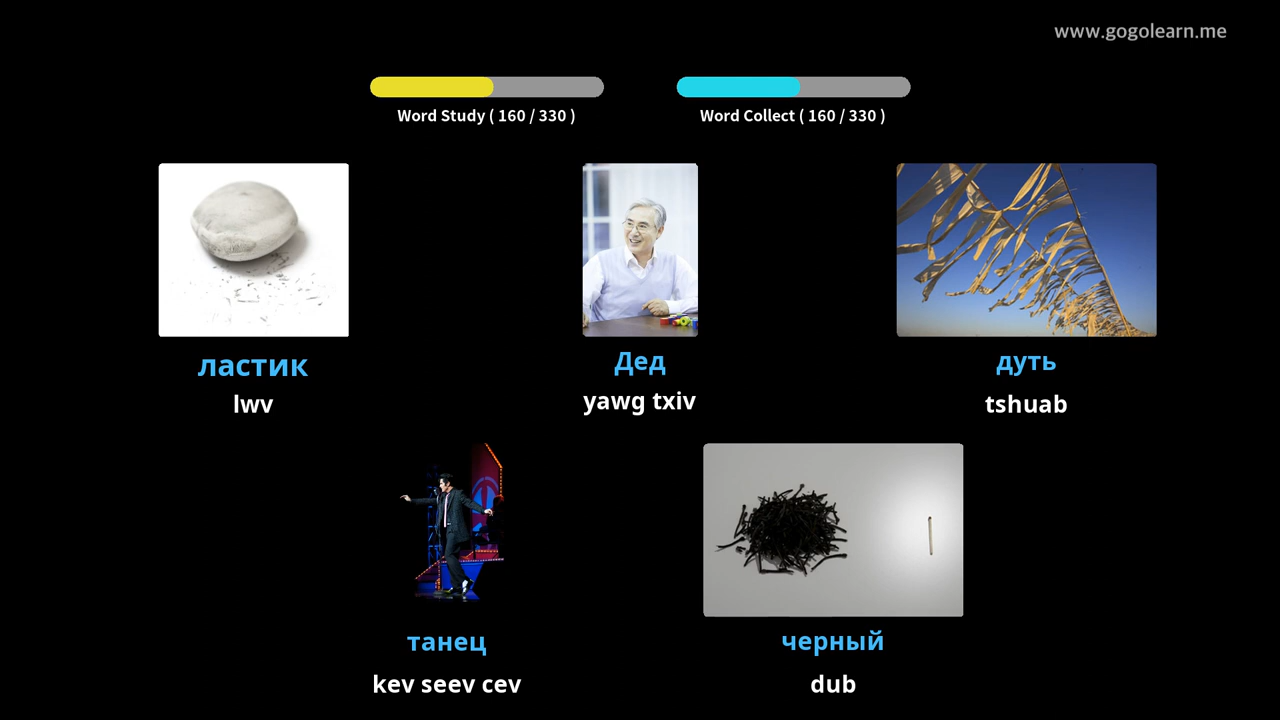 www.gogolearn.me
Word Study ( 160 / 330 )
Word Collect ( 160 / 330 )
ластик
lwv
Дед
yawg txiv
дуть
tshuab
танец
kev seev cev
черный
dub